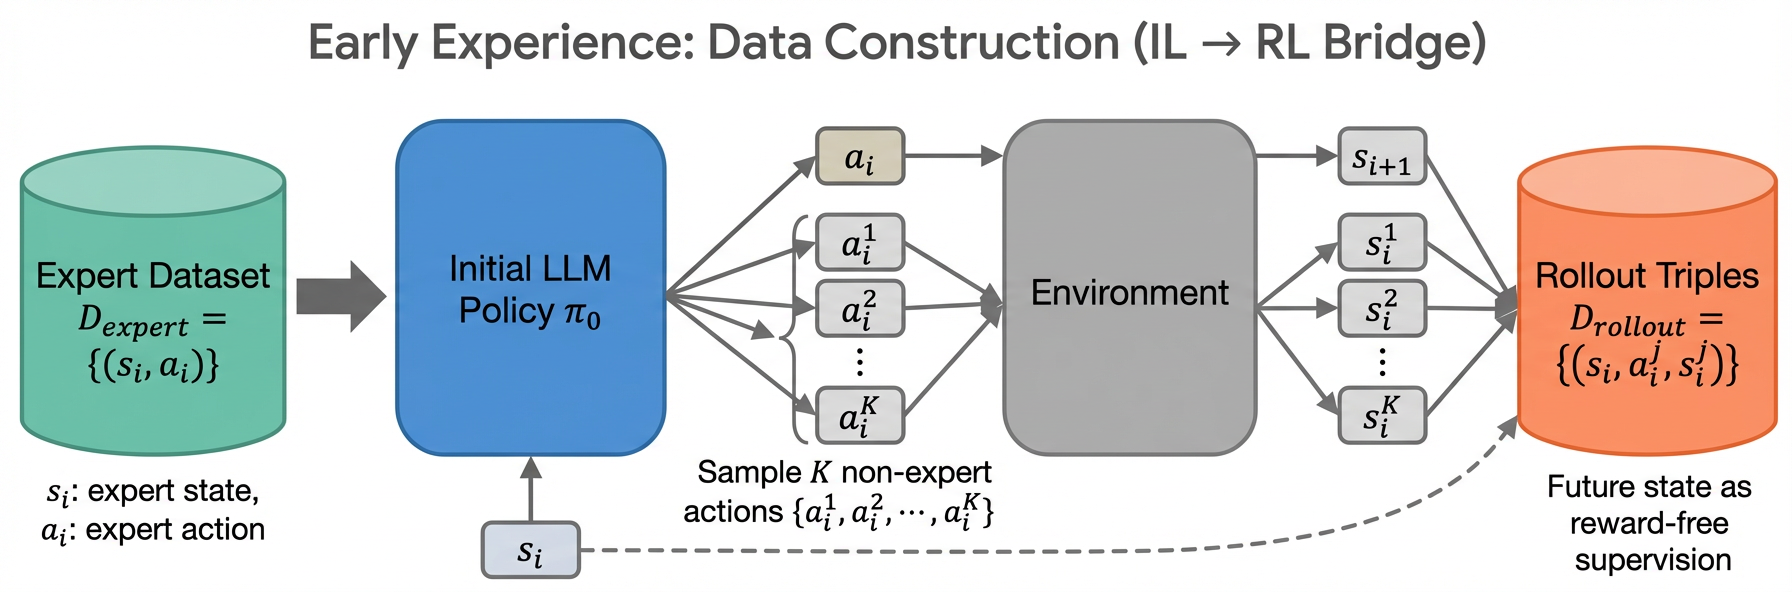 Early Experience: Data Construction (IL → RL Bridge)
Expert Dataset
D_expert =
{(s_i, a_i)}
s_i: expert state,
a_i: expert action
Initial LLM
Policy π_0
s_i
a_i
a_i^1
a_i^2
⋮
a_i^K
Sample K non-expert
actions {a_i^1, a_i^2, ⋯, a_i^K}
Environment
s_{i+1}
s_i^1
s_i^2
⋮
s_i^K
Rollout Triples
D_rollout =
{(s_i, a_i^j, s_i^j)}
Future state as
reward-free
supervision